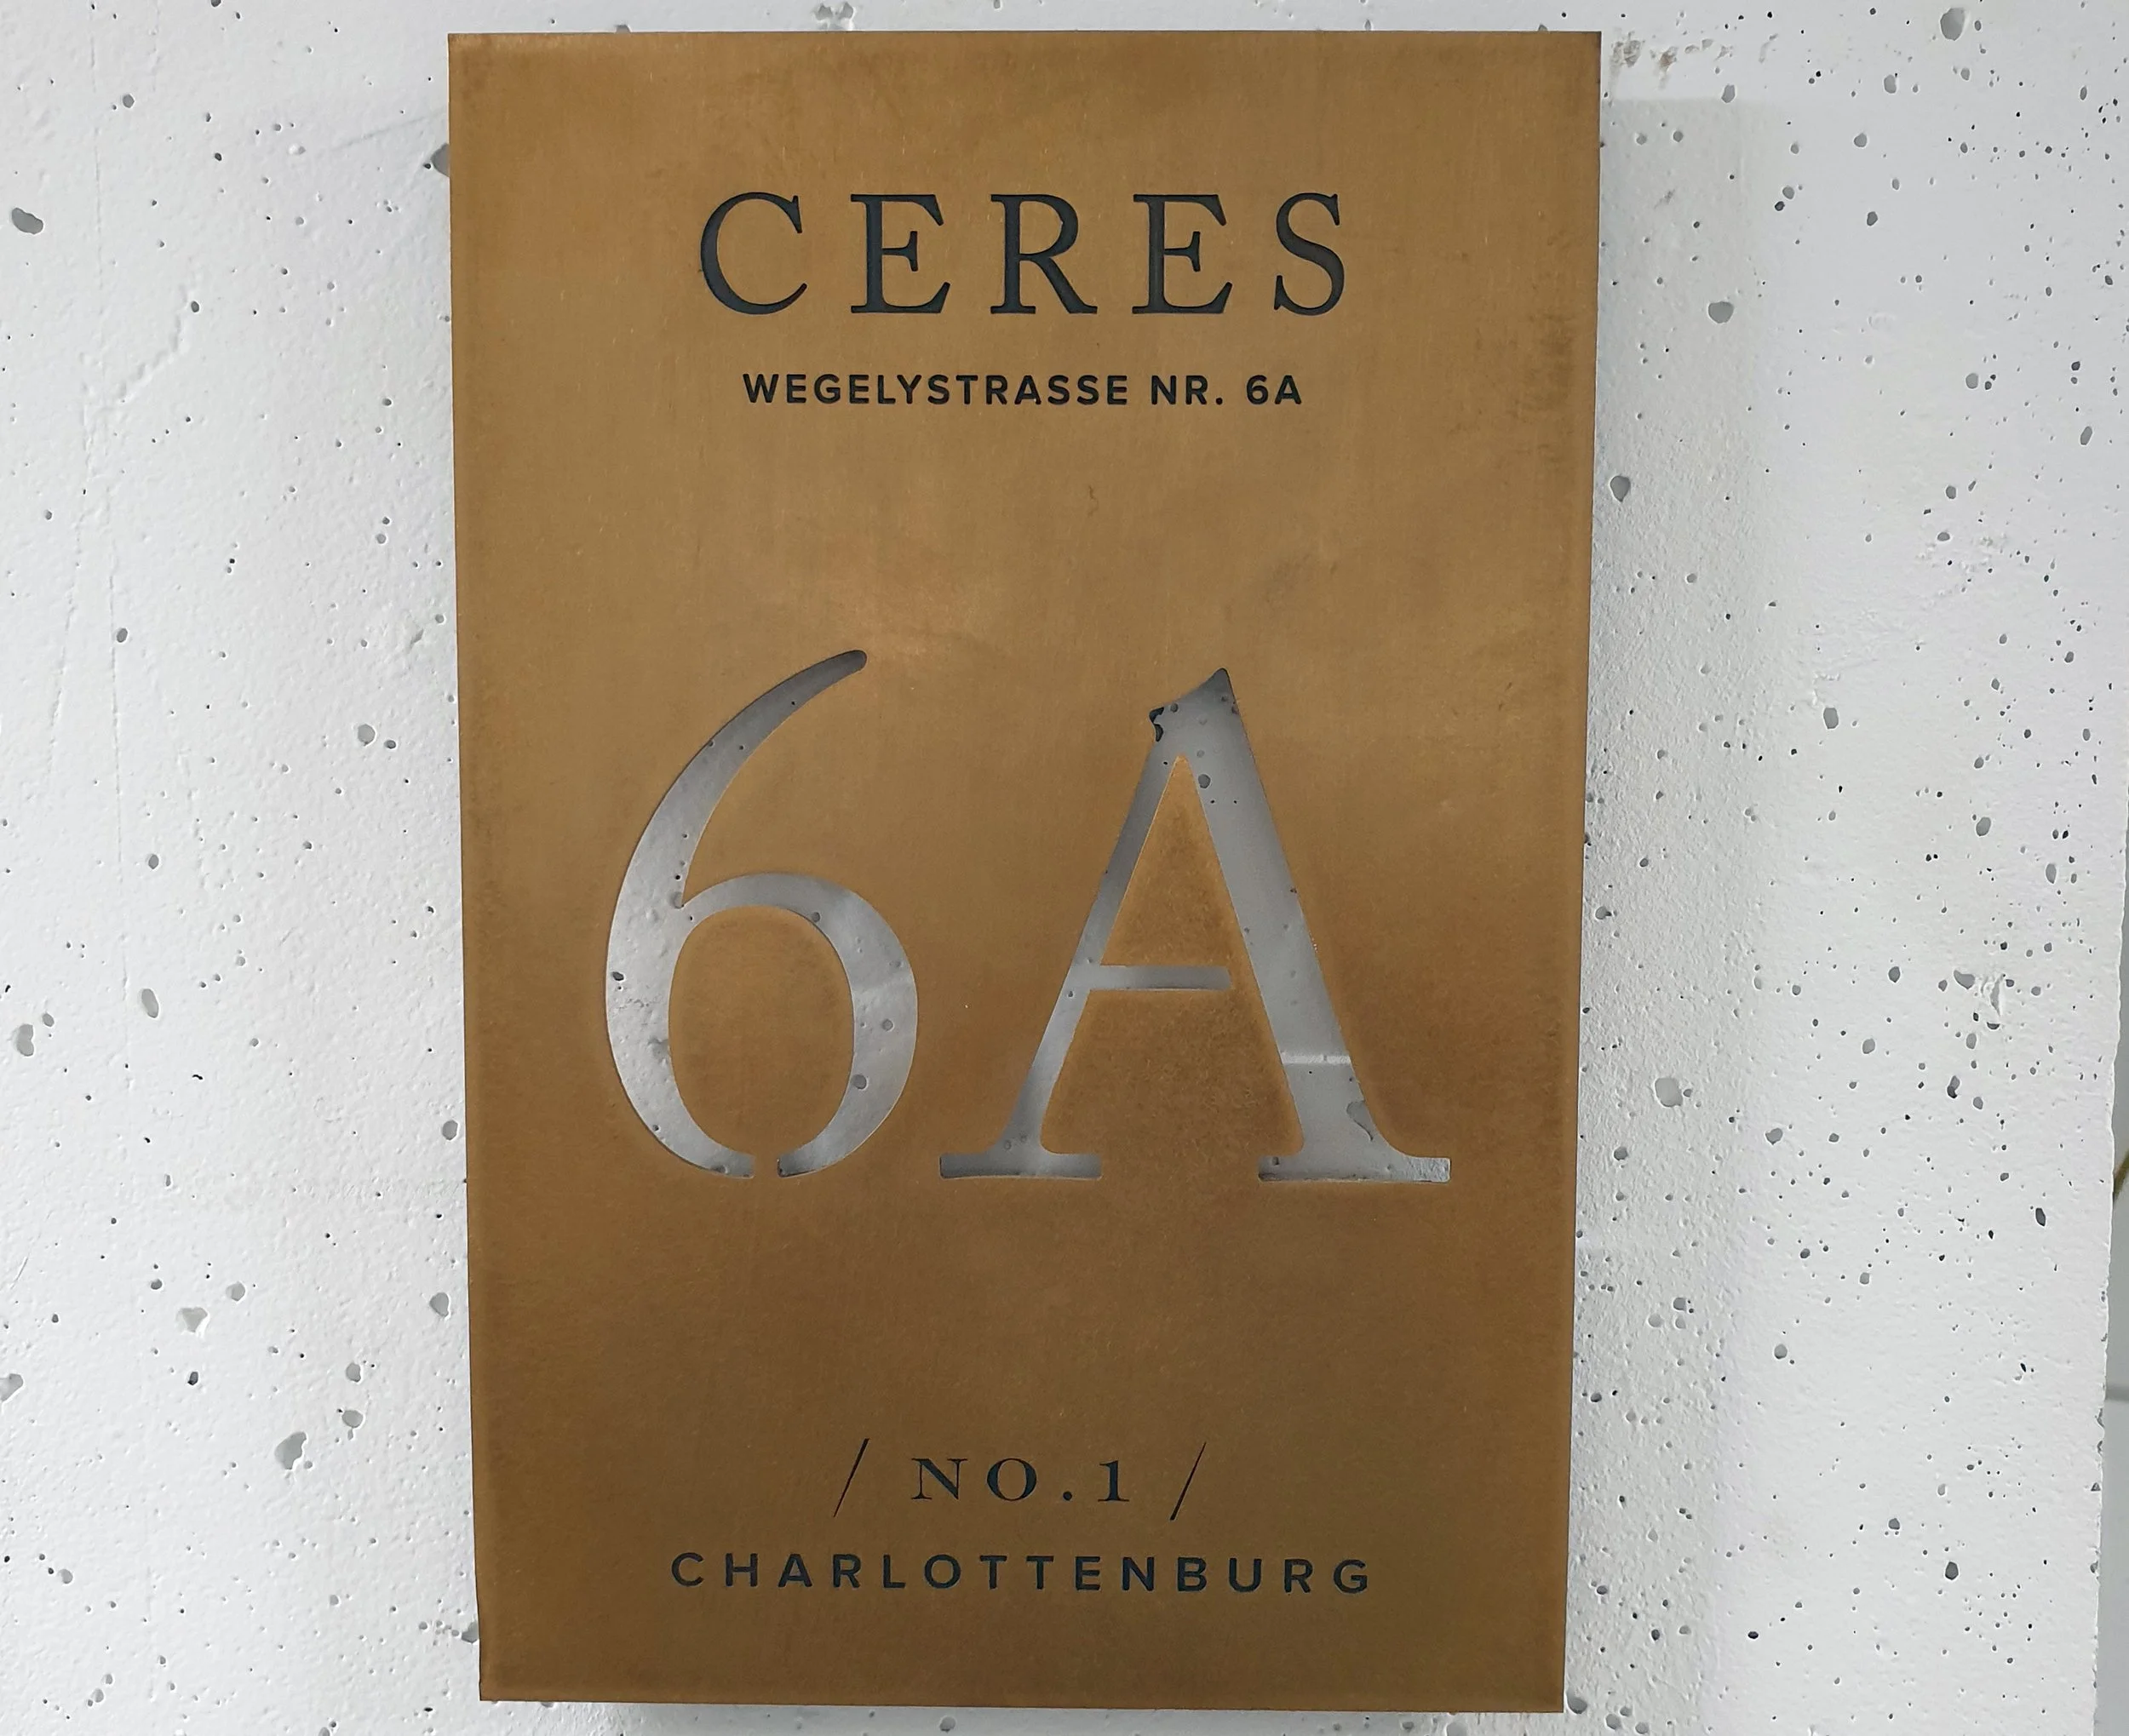 CERES
WEGELYSTRASSE NR. 6A
6A
/ NO.1 /
CHARLOTTENBURG